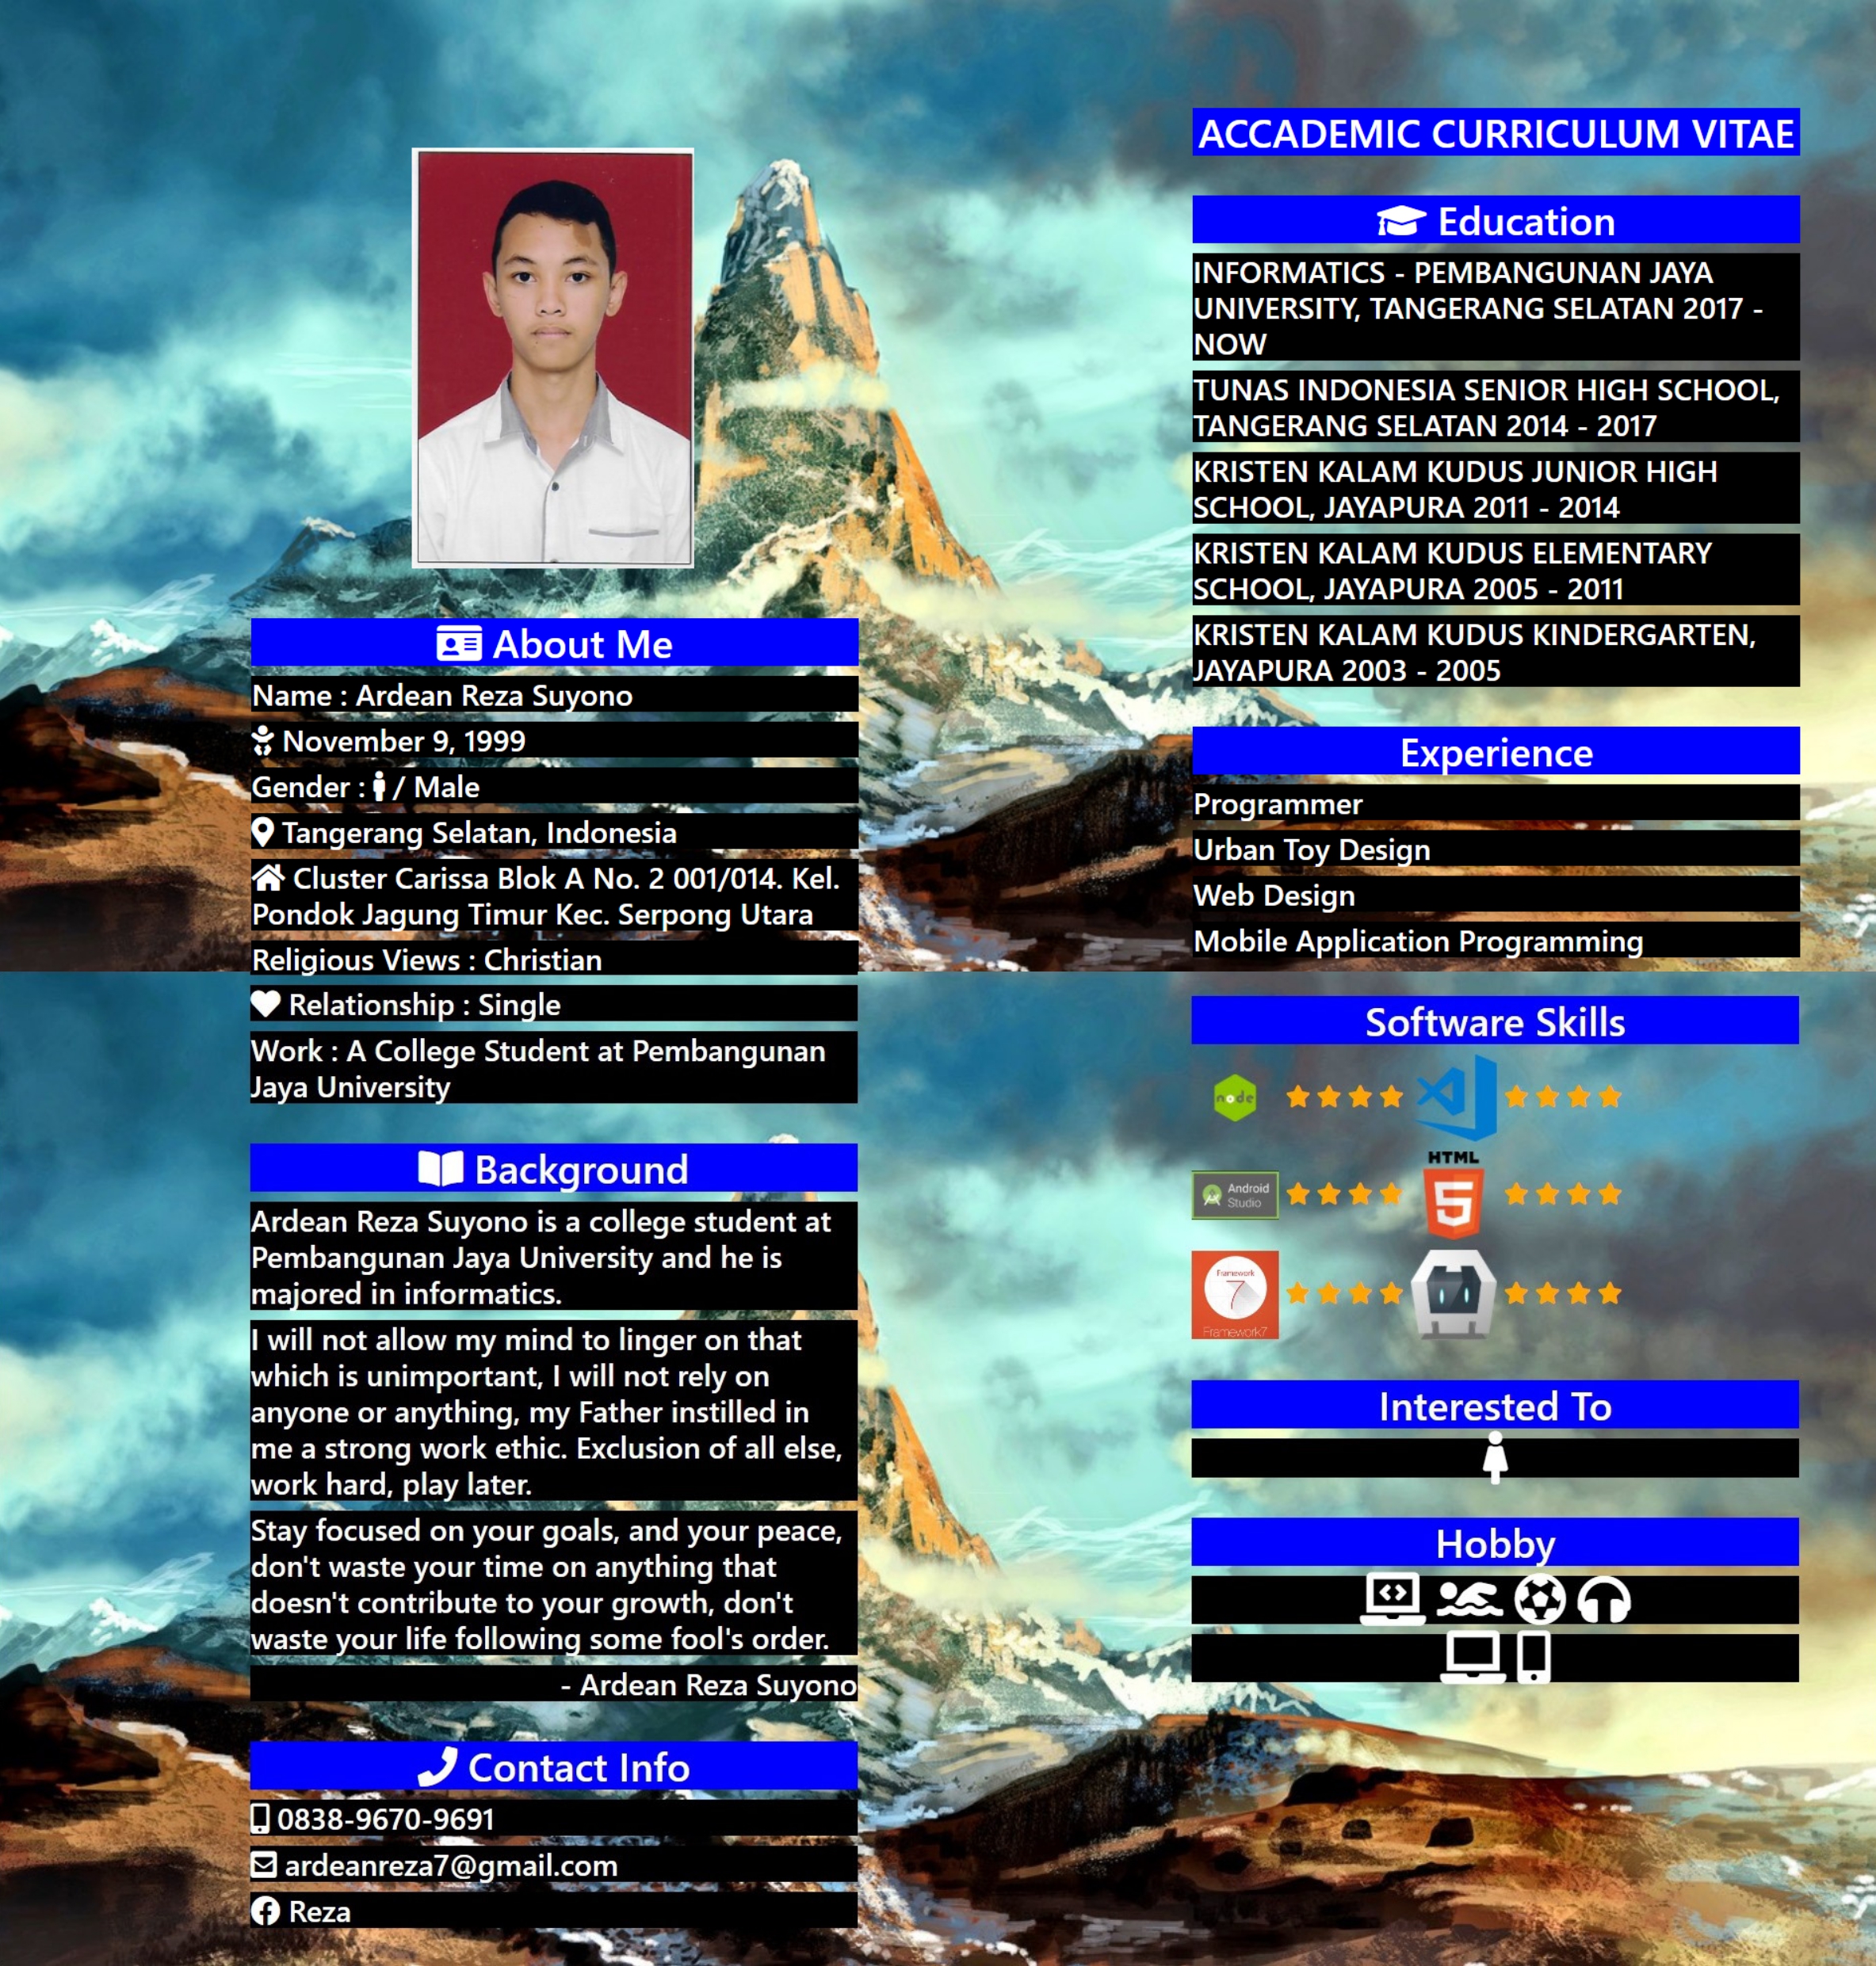 About Me
Name : Ardean Reza Suyono
November 9, 1999
Gender : / Male
Tangerang Selatan, Indonesia
Cluster Carissa Blok A No. 2 001/014. Kel.
Pondok Jagung Timur Kec. Serpong Utara
Religious Views : Christian
Relationship : Single
Work : A College Student at Pembangunan
Jaya University
Background
Ardean Reza Suyono is a college student at
Pembangunan Jaya University and he is
majored in informatics.
I will not allow my mind to linger on that
which is unimportant, I will not rely on
anyone or anything, my Father instilled in
me a strong work ethic. Exclusion of all else,
work hard, play later.
Stay focused on your goals, and your peace,
don't waste your time on anything that
doesn't contribute to your growth, don't
waste your life following some fool's order.
- Ardean Reza Suyono
Contact Info
0838-9670-9691
ardeanreza7@gmail.com
Reza
ACCADEMIC CURRICULUM VITAE
Education
INFORMATICS - PEMBANGUNAN JAYA
UNIVERSITY, TANGERANG SELATAN 2017 -
NOW
TUNAS INDONESIA SENIOR HIGH SCHOOL,
TANGERANG SELATAN 2014 - 2017
KRISTEN KALAM KUDUS JUNIOR HIGH
SCHOOL, JAYAPURA 2011 - 2014
KRISTEN KALAM KUDUS ELEMENTARY
SCHOOL, JAYAPURA 2005 - 2011
KRISTEN KALAM KUDUS KINDERGARTEN,
JAYAPURA 2003 - 2005
Experience
Programmer
Urban Toy Design
Web Design
Mobile Application Programming
Software Skills
node
Android
Studio
HTML
5
Framework
7
Framework7
Interested To
Hobby